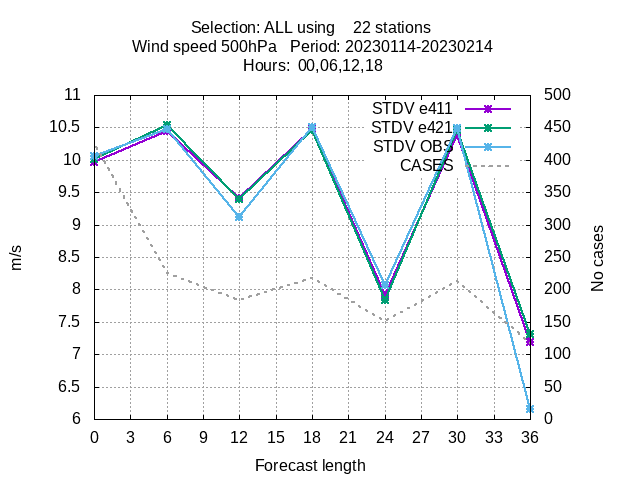 Selection: ALL using    22 stations
Wind speed 500hPa   Period: 20230114-20230214
Hours:  00,06,12,18
11
10.5
10
9.5
9
8.5
8
7.5
7
6.5
6
m/s
STDV e411
STDV e421
STDV OBS
CASES
500
450
400
350
300
250
200
150
100
50
0
No cases
0 3 6 9 12 15 18 21 24 27 30 33 36
Forecast length